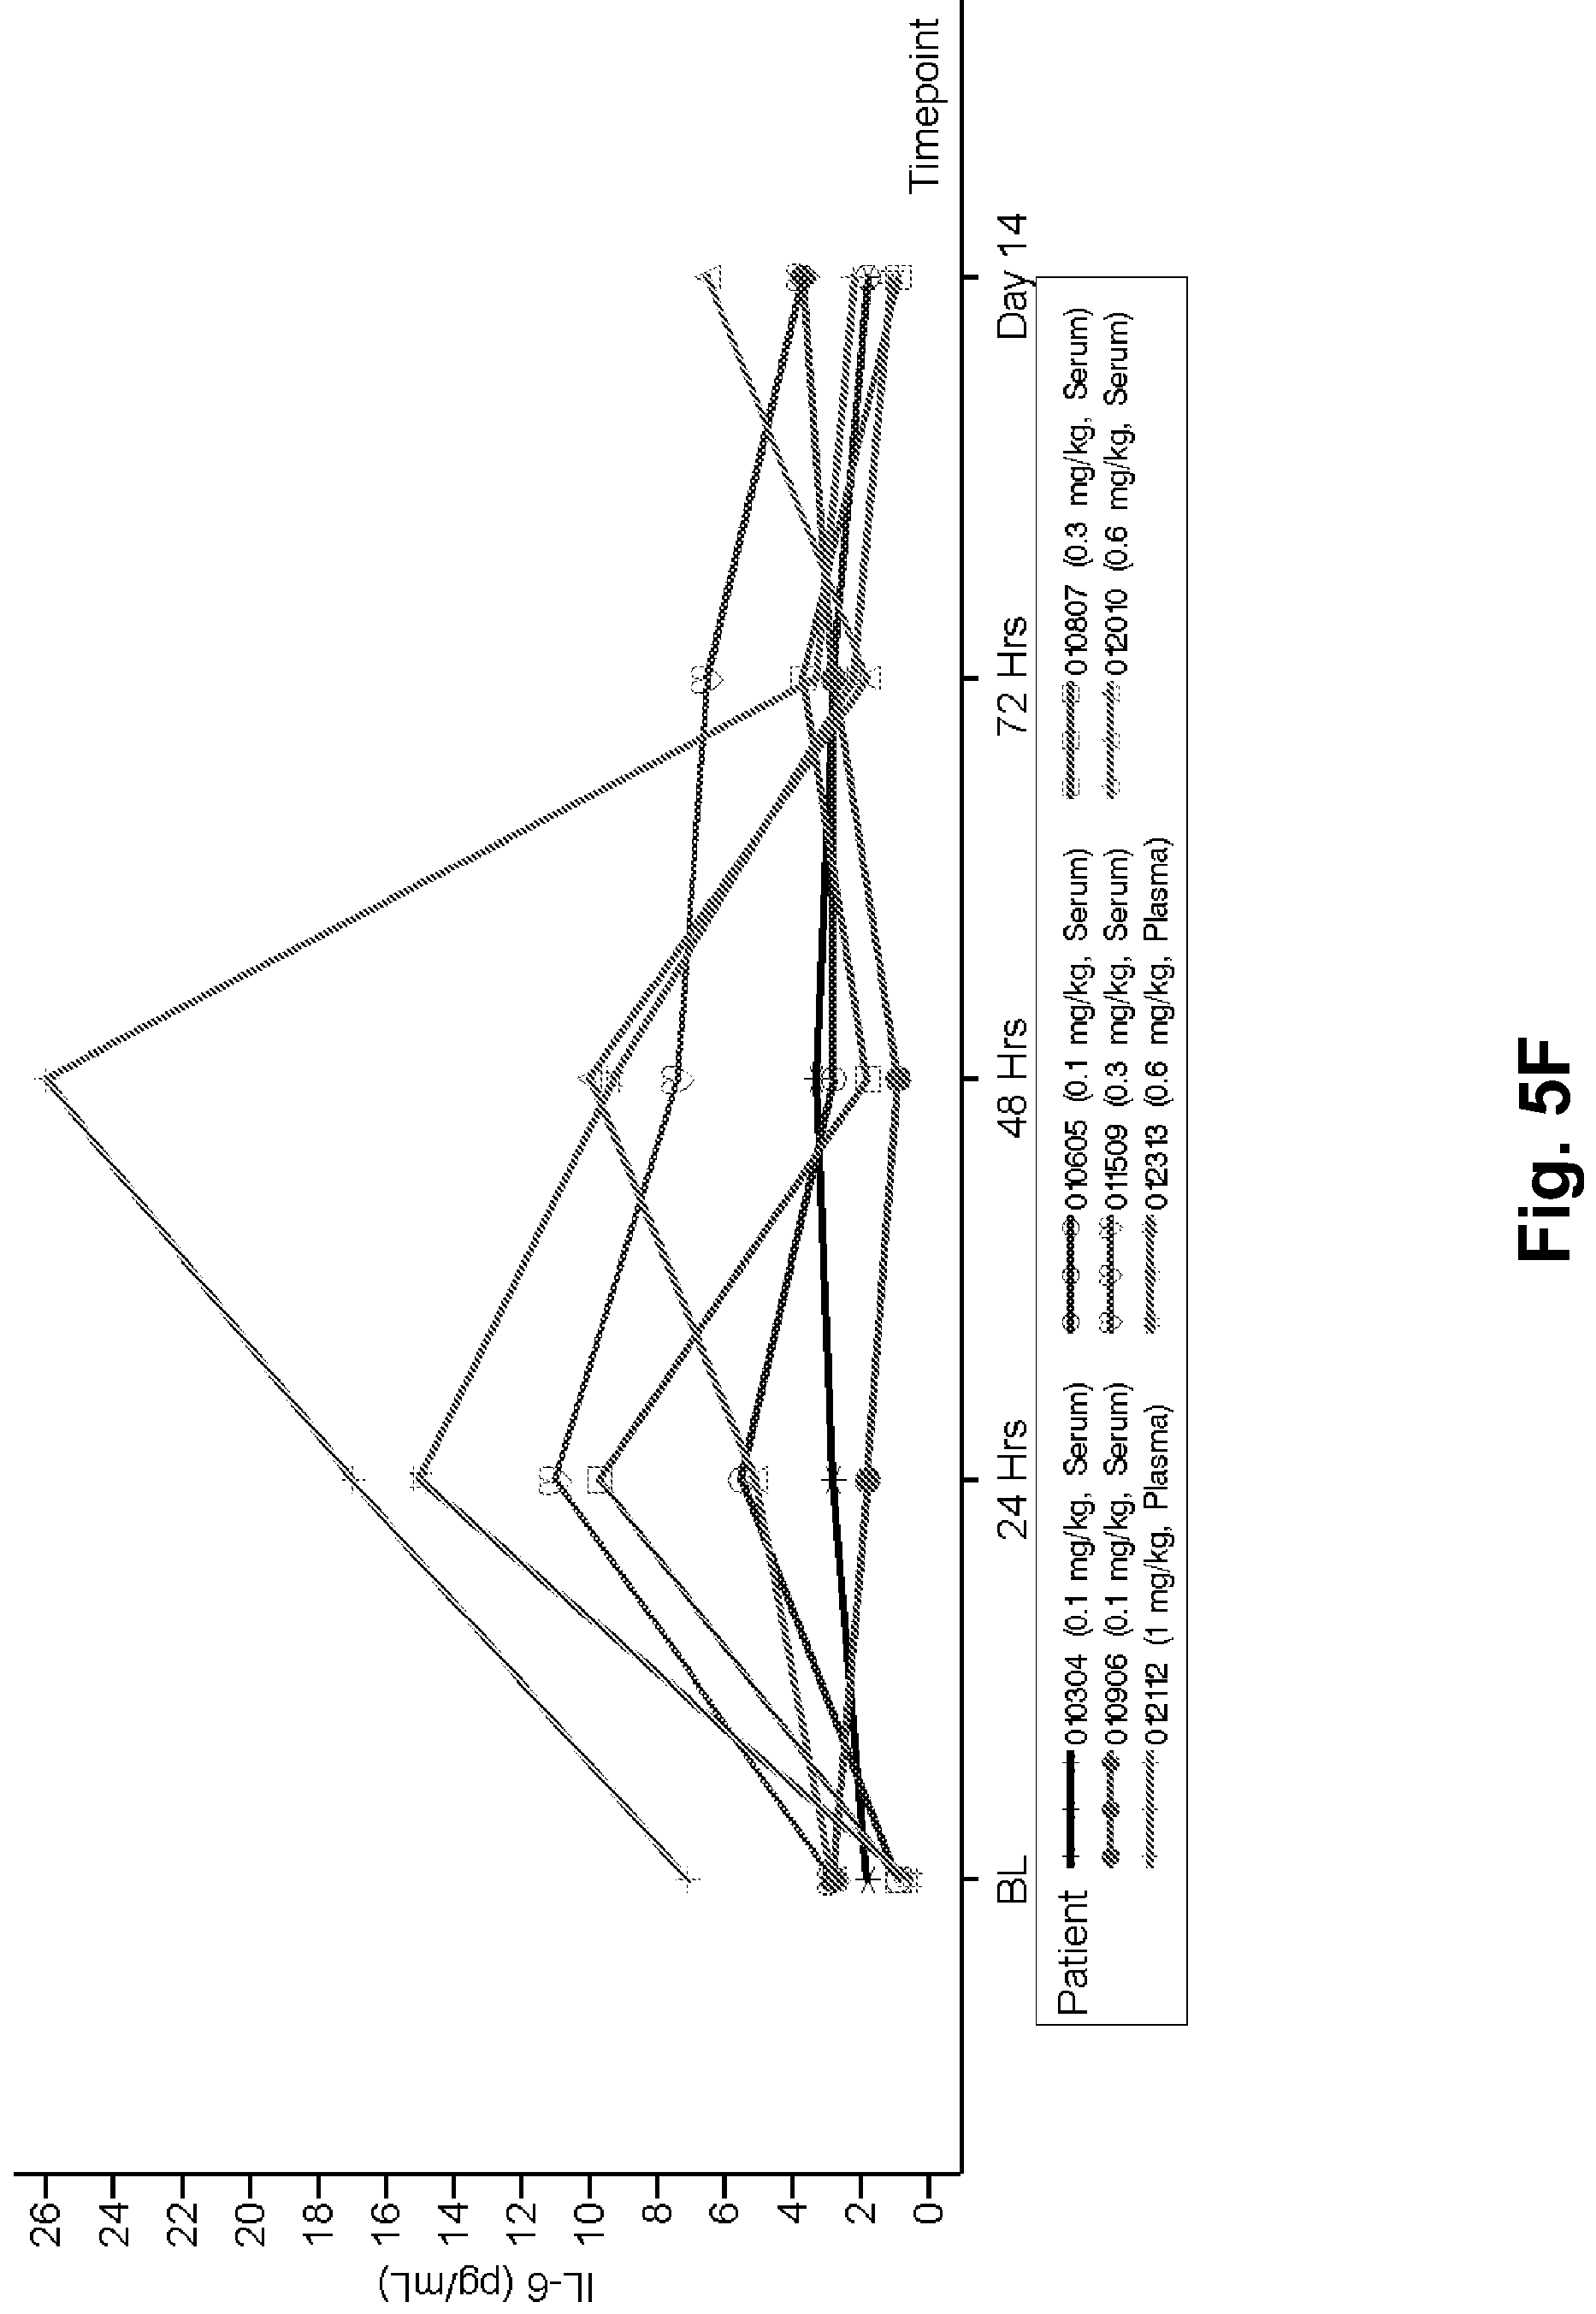 IL-6 (pg/mL)
26
24
22
20
18
16
14
12
10
8
6
4
2
0
BL
24 Hrs
48 Hrs
72 Hrs
Day 14
Timepoint
Patient
010304 (0.1 mg/kg, Serum)
010605 (0.1 mg/kg, Serum)
010807 (0.3 mg/kg, Serum)
010906 (0.1 mg/kg, Serum)
011509 (0.3 mg/kg, Serum)
012010 (0.6 mg/kg, Serum)
012112 (1 mg/kg, Plasma)
012313 (0.6 mg/kg, Plasma)
Fig. 5F